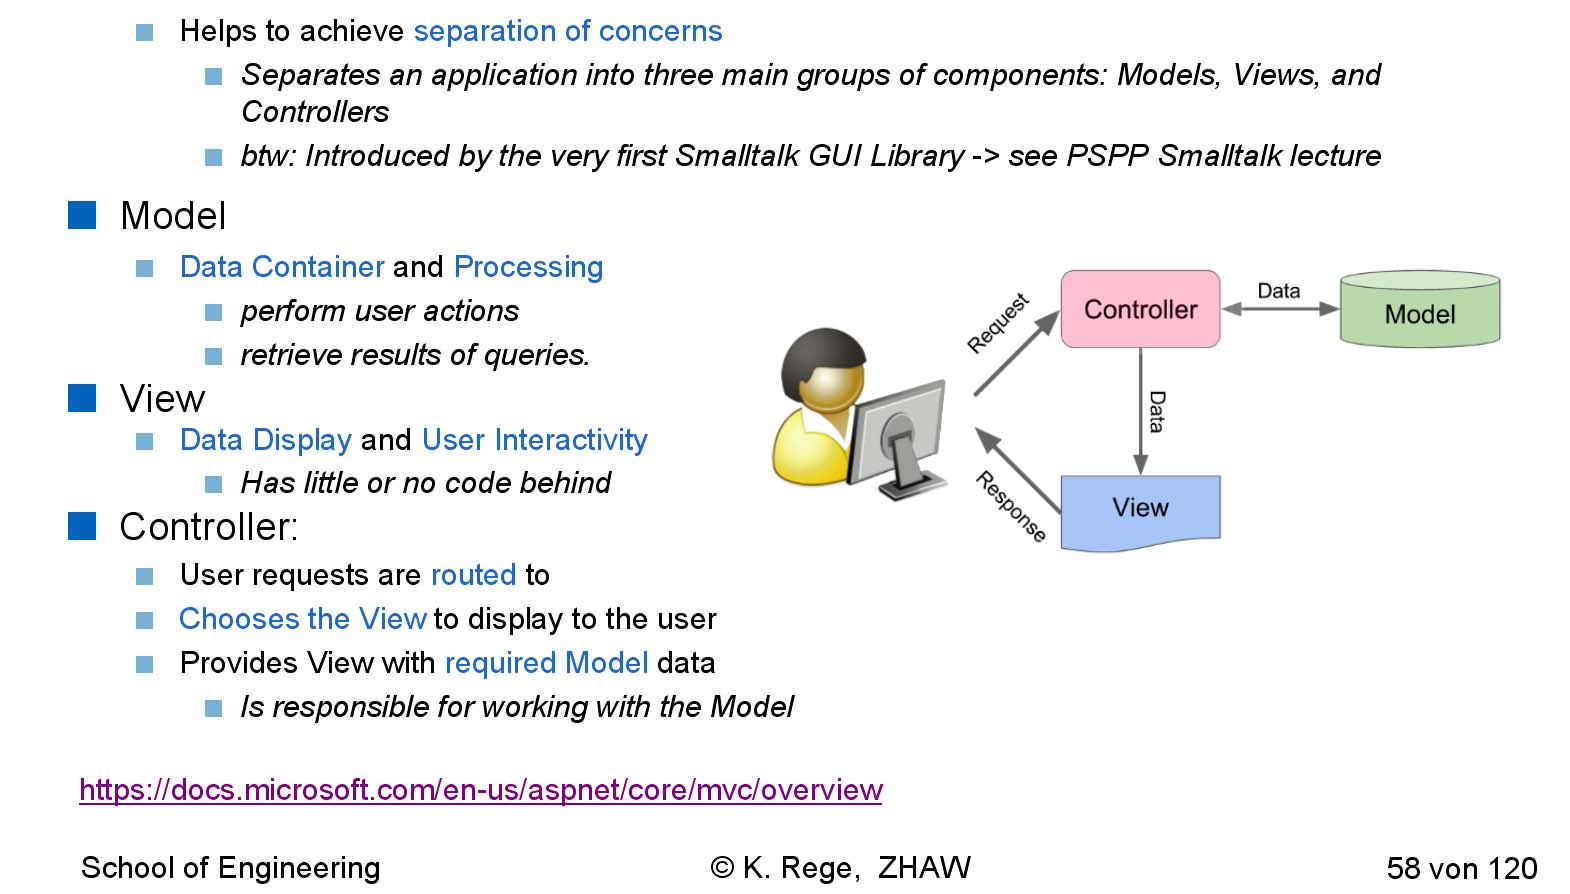 Helps to achieve separation of concerns
Separates an application into three main groups of components: Models, Views, and
Controllers
btw: Introduced by the very first Smalltalk GUI Library -> see PSPP Smalltalk lecture
Model
Data Container and Processing
perform user actions
retrieve results of queries.
View
Data Display and User Interactivity
Has little or no code behind
Controller:
User requests are routed to
Chooses the View to display to the user
Provides View with required Model data
Is responsible for working with the Model
Request
Controller
Data
Model
Data
Response
View
https://docs.microsoft.com/en-us/aspnet/core/mvc/overview
School of Engineering
© K. Rege, ZHAW
58 von 120